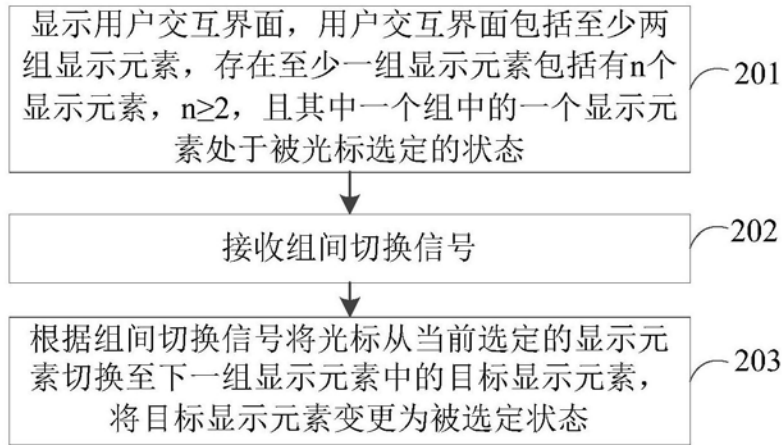 显示用户交互界面，用户交互界面包括至少两
组显示元素，存在至少一组显示元素包括有n个
显示元素，n≥2，且其中一个组中的一个显示元
素处于被光标选定的状态
201
接收组间切换信号
202
根据组间切换信号将光标从当前选定的显示元
素切换至下一组显示元素中的目标显示元素，
将目标显示元素变更为被选定状态
203